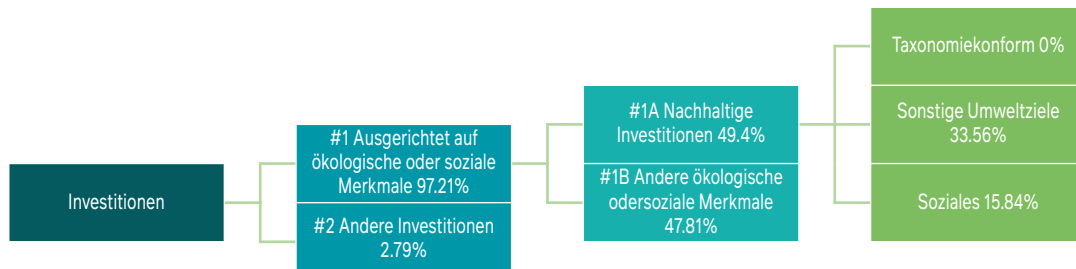 Investitionen
#1 Ausgerichtet auf
ökologische oder soziale
Merkmale 97.21%
#2 Andere Investitionen
2.79%
#1A Nachhaltige
Investitionen 49.4%
#1B Andere ökologische
odersoziale Merkmale
47.81%
Taxonomiekonform 0%
Sonstige Umweltziele
33.56%
Soziales 15.84%